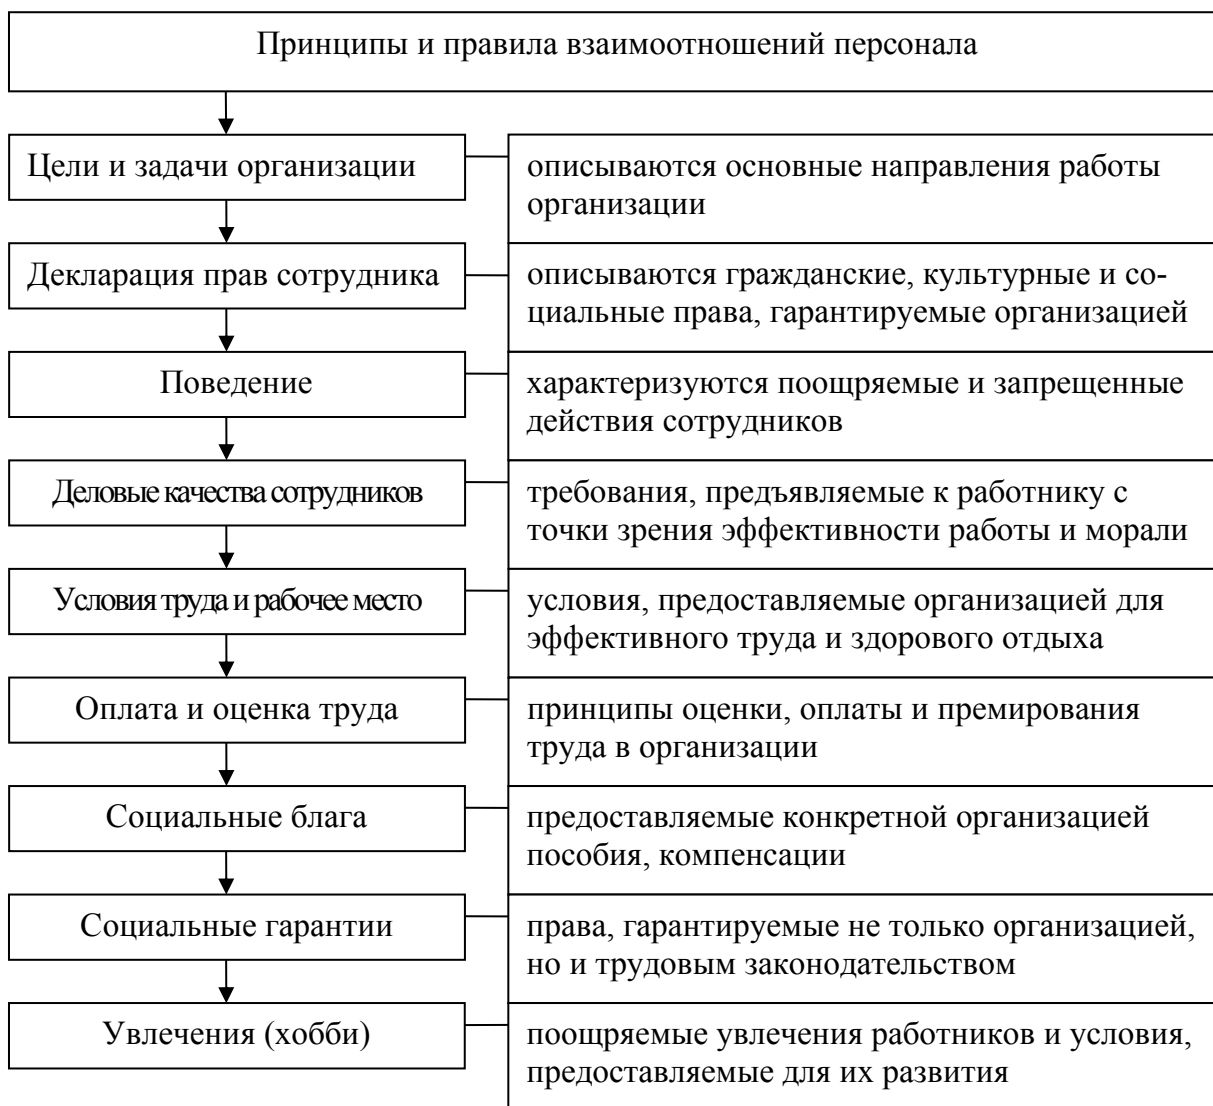 Принципы и правила взаимоотношений персонала
Цели и задачи организации
описываются основные направления работы
организации
Декларация прав сотрудника
описываются гражданские, культурные и со-
циальные права, гарантируемые организацией
Поведение
характеризуются поощряемые и запрещенные
действия сотрудников
Деловые качества сотрудников
требования, предъявляемые к работнику с
точки зрения эффективности работы и морали
Условия труда и рабочее место
условия, предоставляемые организацией для
эффективного труда и здорового отдыха
Оплата и оценка труда
принципы оценки, оплаты и премирования
труда в организации
Социальные блага
предоставляемые конкретной организацией
пособия, компенсации
Социальные гарантии
права, гарантируемые не только организацией,
но и трудовым законодательством
Увлечения (хобби)
поощряемые увлечения работников и условия,
предоставляемые для их развития